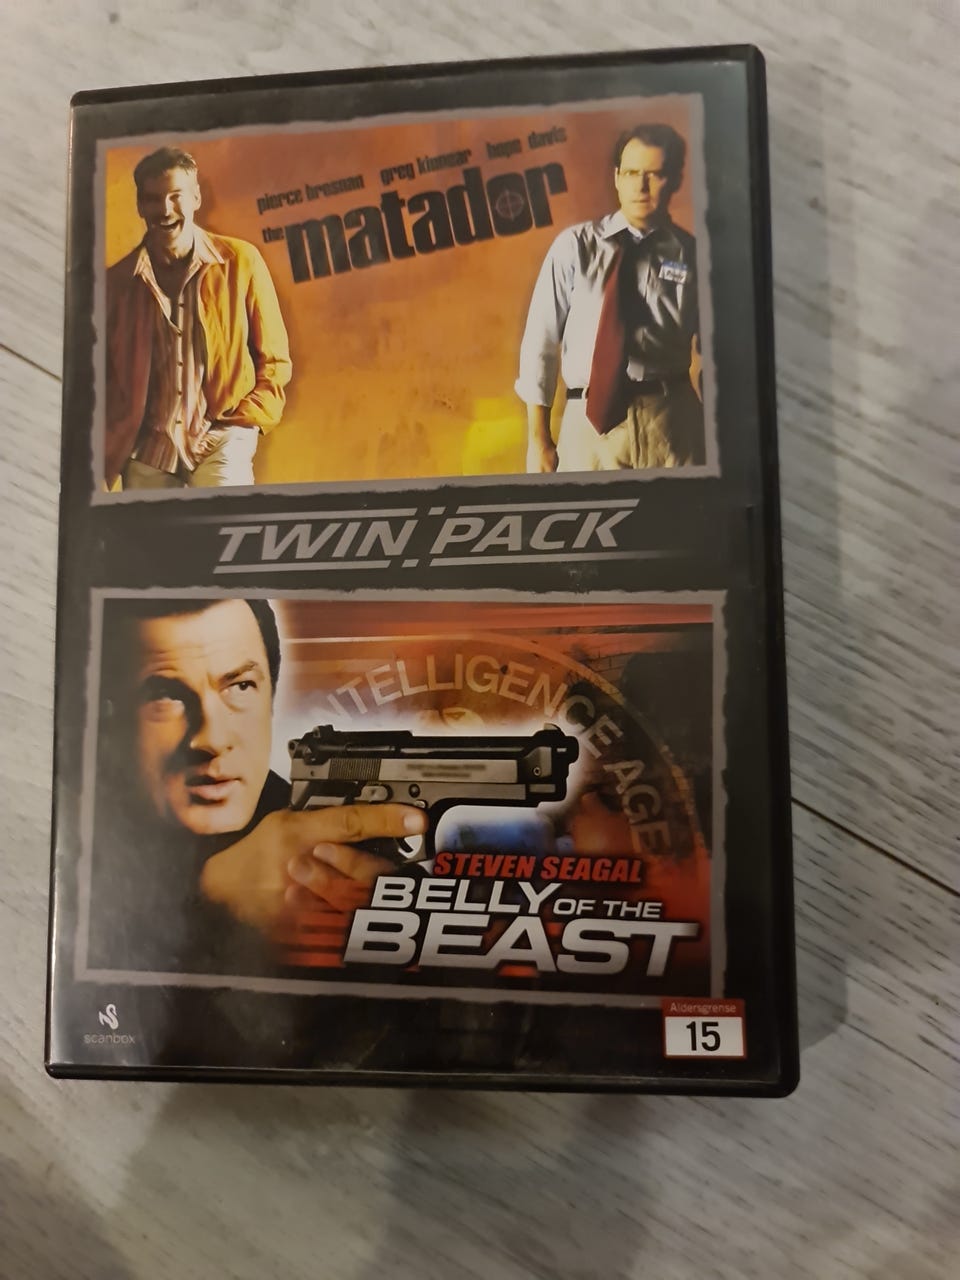 pierce brosnan greg kinnear hope davis
the matador
TWIN PACK
INTELLIGENCE AGE
STEVEN SEAGAL
BELLY OF THE
BEAST
scanbox
Aldersgrense
15